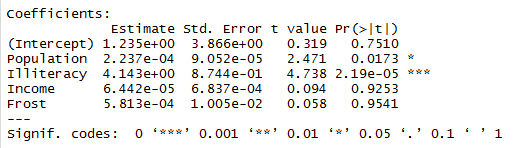 Coefficients:
             Estimate Std. Error t value Pr(>|t|)
(Intercept) 1.235e+00  3.866e+00   0.319   0.7510
Population  2.237e-04  9.052e-05   2.471   0.0173 *
Illiteracy  4.143e+00  8.744e-01   4.738 2.19e-05 ***
Income      6.442e-05  6.837e-04   0.094   0.9253
Frost       5.813e-04  1.005e-02   0.058   0.9541
---
Signif. codes:  0 ‘***’ 0.001 ‘**’ 0.01 ‘*’ 0.05 ‘.’ 0.1 ‘ ’ 1